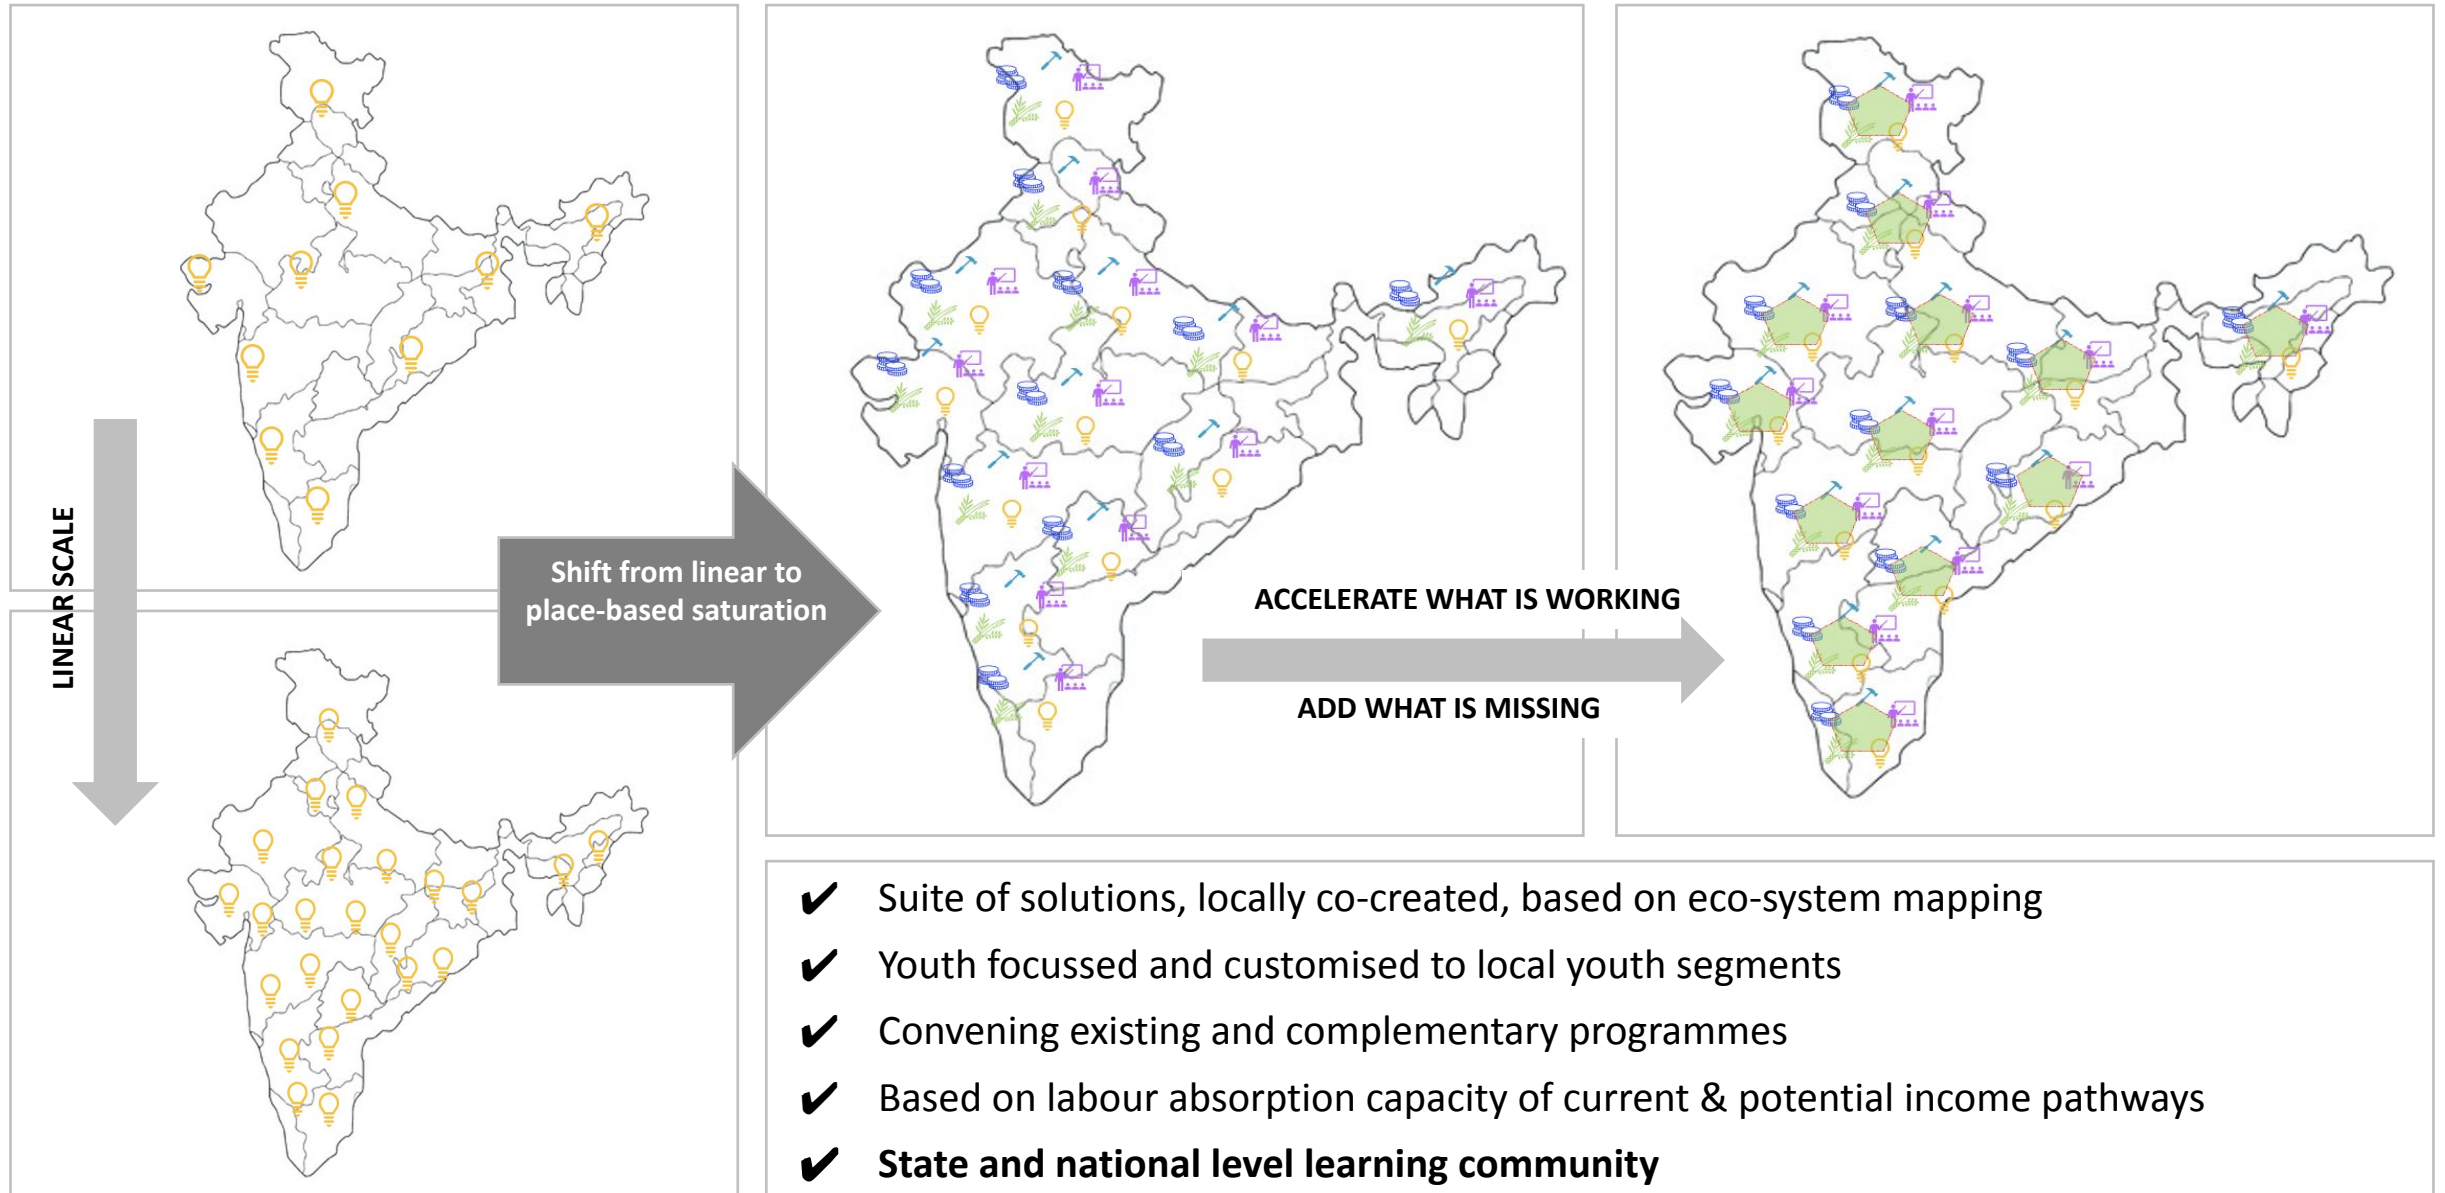 LINEAR SCALE
Shift from linear to
place-based saturation
ACCELERATE WHAT IS WORKING
ADD WHAT IS MISSING
✔ Suite of solutions, locally co-created, based on eco-system mapping
✔ Youth focussed and customised to local youth segments
✔ Convening existing and complementary programmes
✔ Based on labour absorption capacity of current & potential income pathways
✔ State and national level learning community